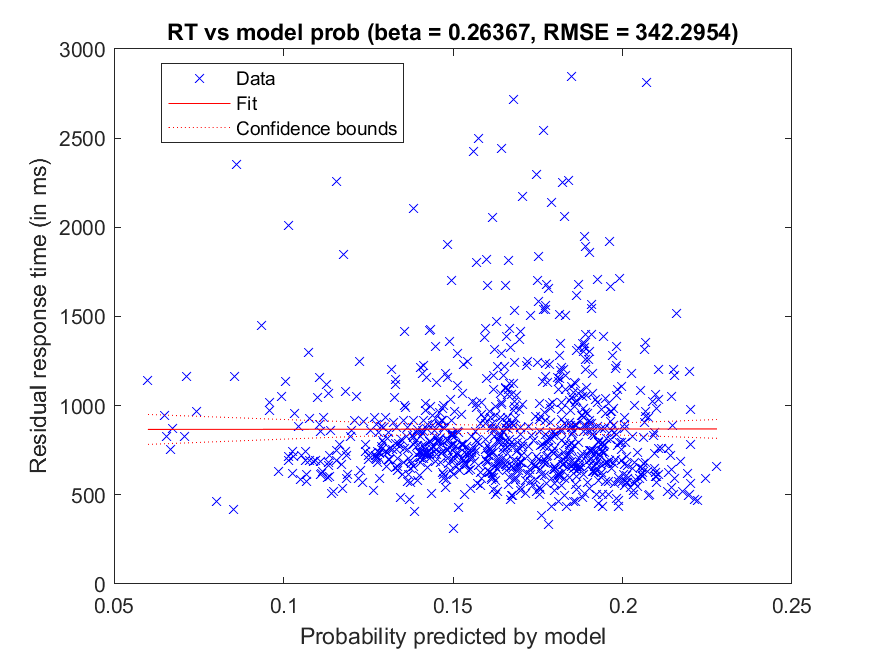 RT vs model prob (beta = 0.26367, RMSE = 342.2954)
3000
2500
2000
1500
1000
500
0
Residual response time (in ms)
Data
Fit
Confidence bounds
0.05
0.1
0.15
0.2
0.25
Probability predicted by model